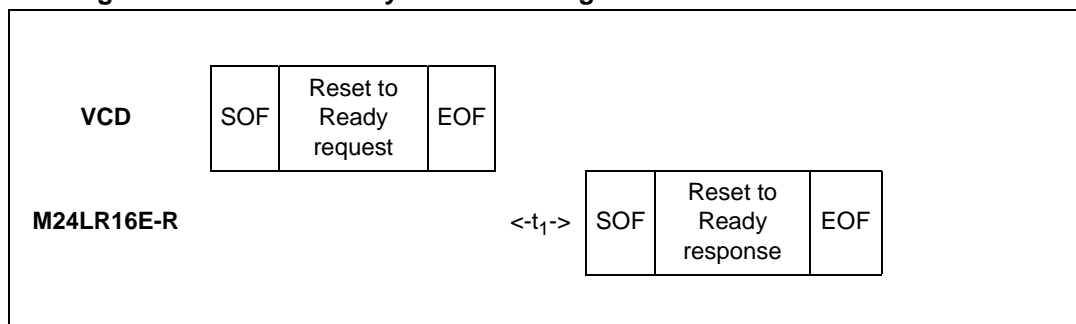 VCD
SOF
Reset to
Ready
request
EOF
M24LR16E-R
<-t1->
SOF
Reset to
Ready
response
EOF